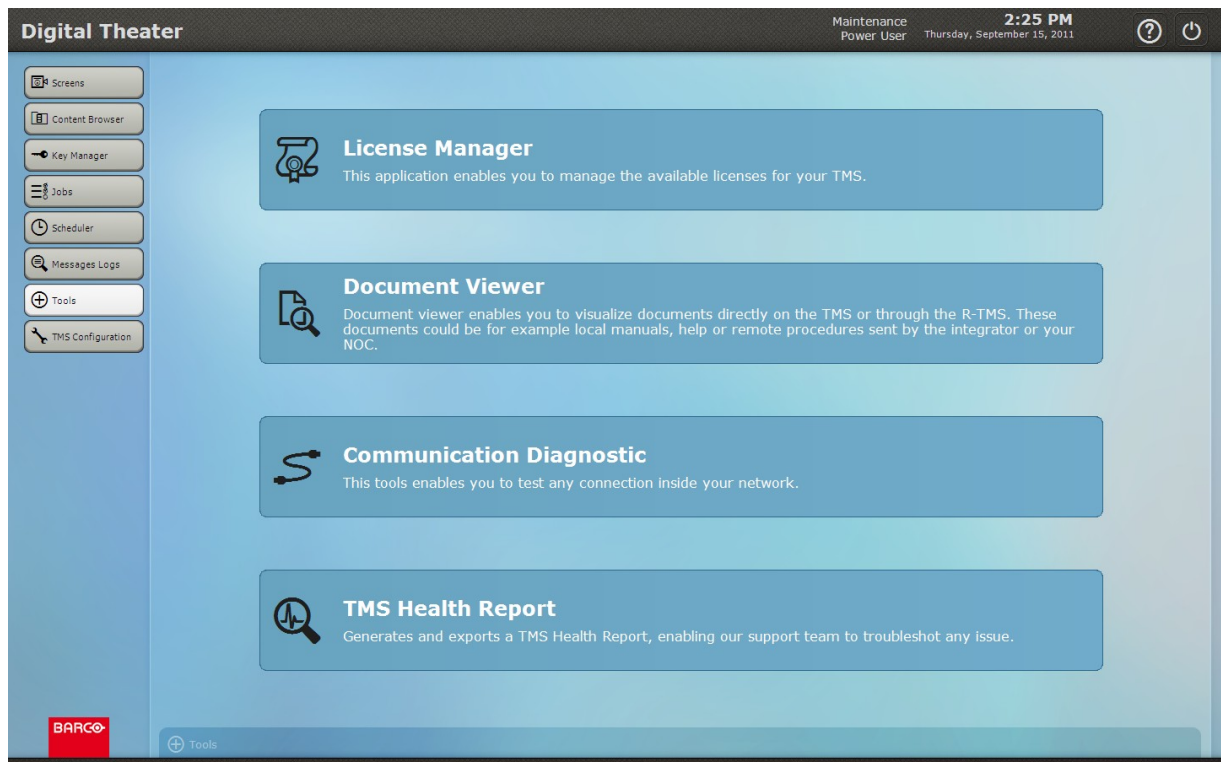 Digital Theater
Maintenance
Power User
2:25 PM
Thursday, September 15, 2011
Screens
Content Browser
Key Manager
Jobs
Scheduler
Messages Logs
Tools
TMS Configuration
License Manager
This application enables you to manage the available licenses for your TMS.
Document Viewer
Document viewer enables you to visualize documents directly on the TMS or through the R-TMS. These
documents could be for example local manuals, help or remote procedures sent by the integrator or your
NOC.
Communication Diagnostic
This tools enables you to test any connection inside your network.
TMS Health Report
Generates and exports a TMS Health Report, enabling our support team to troubleshot any issue.
BARCO
Tools